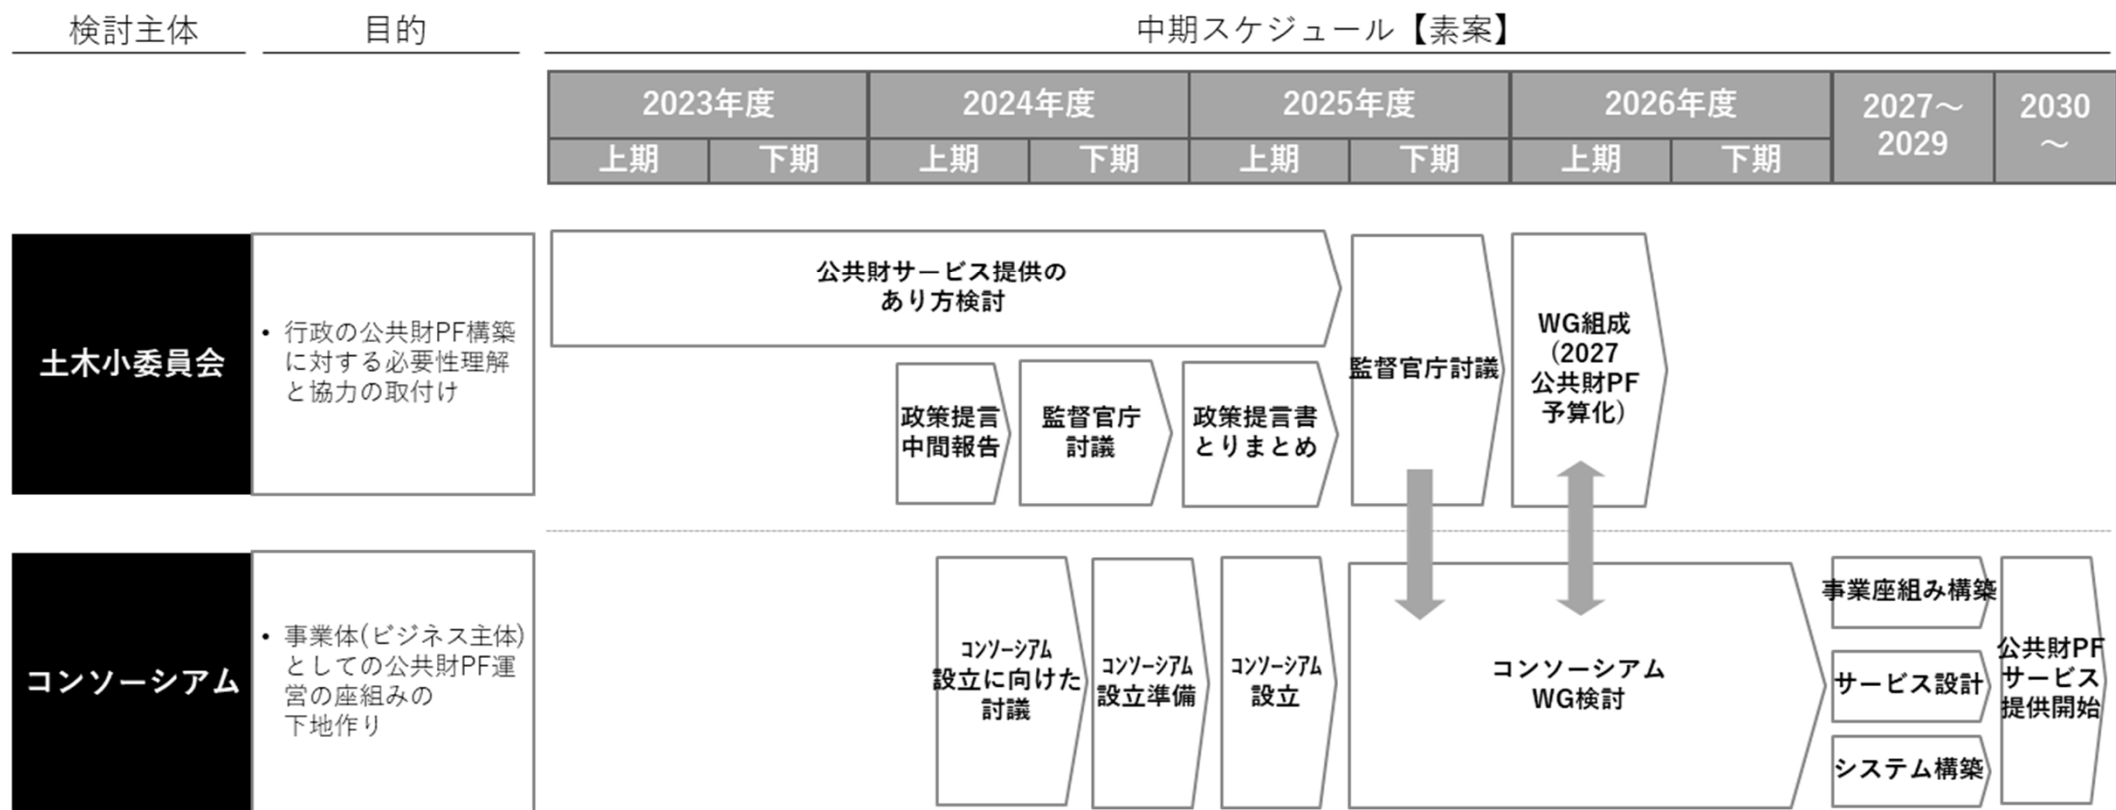 検討主体
目的
中期スケジュール【素案】
2023年度
2024年度
2025年度
2026年度
2027～
2029
2030
～
上期
下期
上期
下期
上期
下期
上期
下期
土木小委員会
• 行政の公共財PF構築
に対する必要性理解
と協力の取付け
公共財サービス提供の
あり方検討
政策提言
中間報告
監督官庁
討議
政策提言書
とりまとめ
監督官庁討議
WG組成
(2027
公共財PF
予算化)
コンソーシアム
• 事業体(ビジネス主体)
としての公共財PF運
営の座組みの
下地作り
ｺﾝｿｰｼｱﾑ
設立に向けた
討議
ｺﾝｿｰｼｱﾑ
設立準備
ｺﾝｿｰｼｱﾑ
設立
コンソーシアム
WG検討
事業座組み構築
サービス設計
システム構築
公共財PF
サービス
提供開始